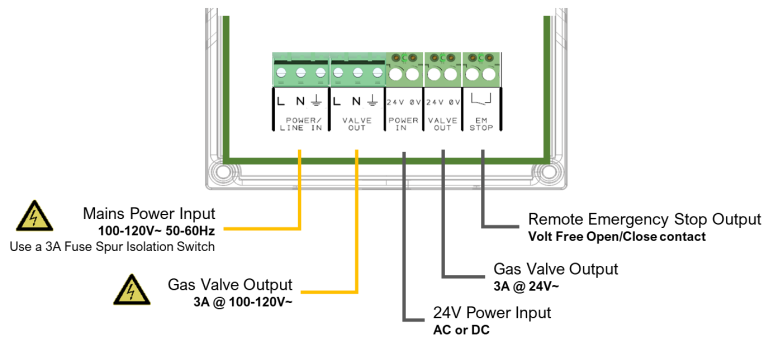 L N L N 24V 0V 24V 0V
POWER/ VALVE POWER VALVE EM
LINE IN OUT IN OUT STOP
Mains Power Input
100-120V~ 50-60Hz
Use a 3A Fuse Spur Isolation Switch
Remote Emergency Stop Output
Volt Free Open/Close contact
Gas Valve Output
3A @ 24V~
Gas Valve Output
3A @ 100-120V~
24V Power Input
AC or DC